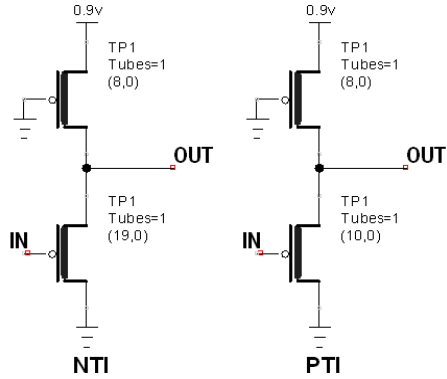 0.9v
TP1
Tubes=1
(8,0)
OUT
IN
TP1
Tubes=1
(19,0)
NTI
0.9v
TP1
Tubes=1
(8,0)
OUT
IN
TP1
Tubes=1
(10,0)
PTI